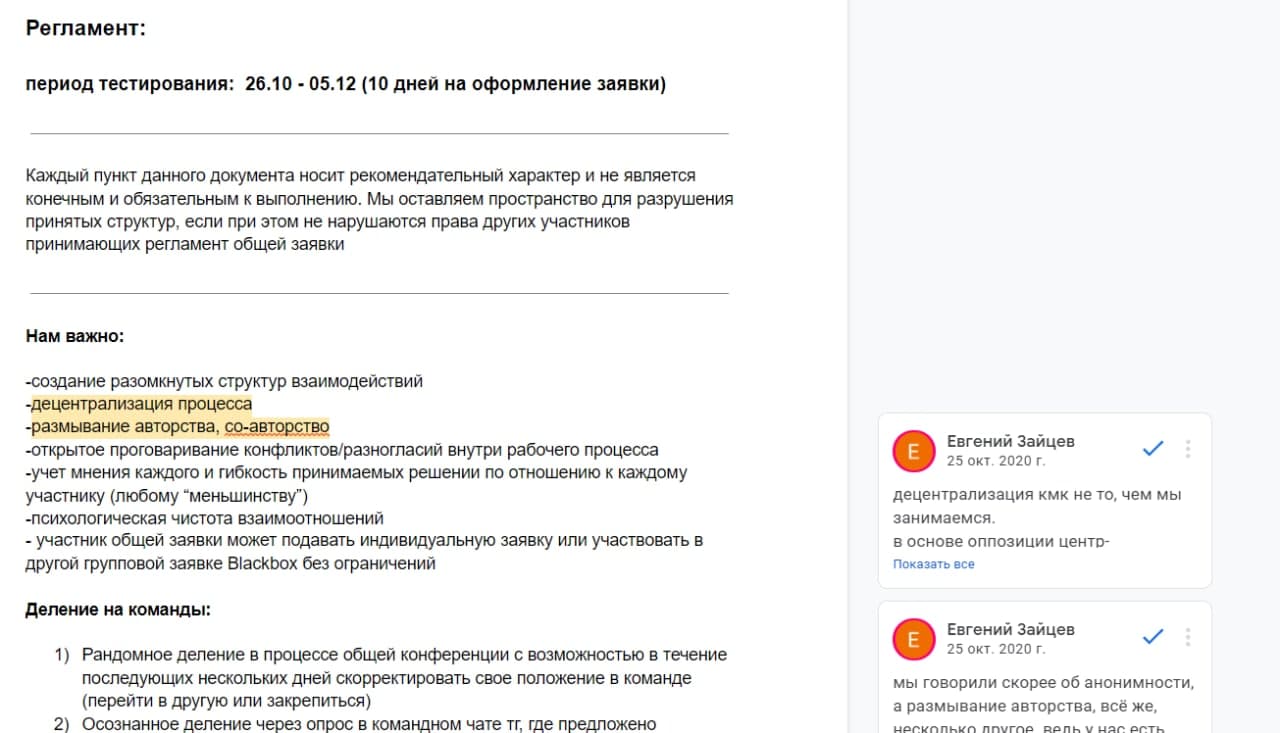 Регламент:
период тестирования: 26.10 - 05.12 (10 дней на оформление заявки)
Каждый пункт данного документа носит рекомендательный характер и не является
конечным и обязательным к выполнению. Мы оставляем пространство для разрушения
принятых структур, если при этом не нарушаются права других участников
принимающих регламент общей заявки
Нам важно:
-создание разомкнутых структур взаимодействий
-децентрализация процесса
-размывание авторства, со-авторство
-открытое проговаривание конфликтов/разногласий внутри рабочего процесса
-учет мнения каждого и гибкость принимаемых решении по отношению к каждому
участнику (любому “меньшинству”)
-психологическая чистота взаимоотношений
- участник общей заявки может подавать индивидуальную заявку или участвовать в
другой групповой заявке Blackbox без ограничений
Деление на команды:
1) Рандомное деление в процессе общей конференции с возможностью в течение
последующих нескольких дней скорректировать свое положение в команде
(перейти в другую или закрепиться)
2) Осознанное деление через опрос в командном чате тг, где предложено
Е
Евгений Зайцев
25 окт. 2020 г.
децентрализация кмк не то, чем мы
занимаемся.
в основе оппозиции центр-
Показать все
Е
Евгений Зайцев
25 окт. 2020 г.
мы говорили скорее об анонимности,
а размывание авторства, всё же,
несколько другое, ведь у нас есть